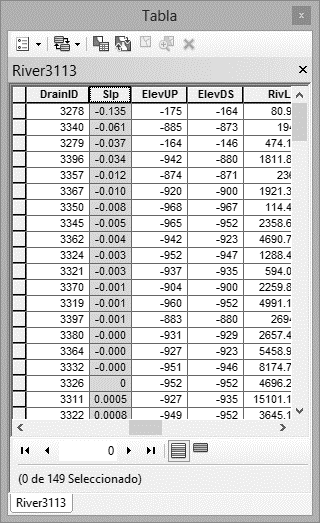 Tabla
x
River3113
×
DrainID Slp ElevUP ElevDS RivL
3278 -0.135 -175 -164 80.9
3340 -0.061 -885 -873 194
3279 -0.037 -164 -146 474.1
3396 -0.034 -942 -880 1811.8
3357 -0.012 -874 -871 236
3367 -0.010 -920 -900 1921.3
3350 -0.008 -968 -967 114.4
3345 -0.005 -965 -952 2358.6
3362 -0.004 -942 -923 4690.7
3324 -0.003 -952 -947 1288.4
3321 -0.003 -937 -935 594.0
3370 -0.001 -904 -900 2259.8
3319 -0.001 -960 -952 4991.1
3397 -0.001 -883 -880 2694
3380 -0.000 -931 -929 2657.4
3364 -0.000 -927 -923 5458.9
3332 -0.000 -951 -946 8174.7
3326 0 -952 -952 4696.2
3311 0.0005 -927 -935 15101.1
3322 0.0008 -949 -952 3645.1
0
(0 de 149 Seleccionado)
River3113